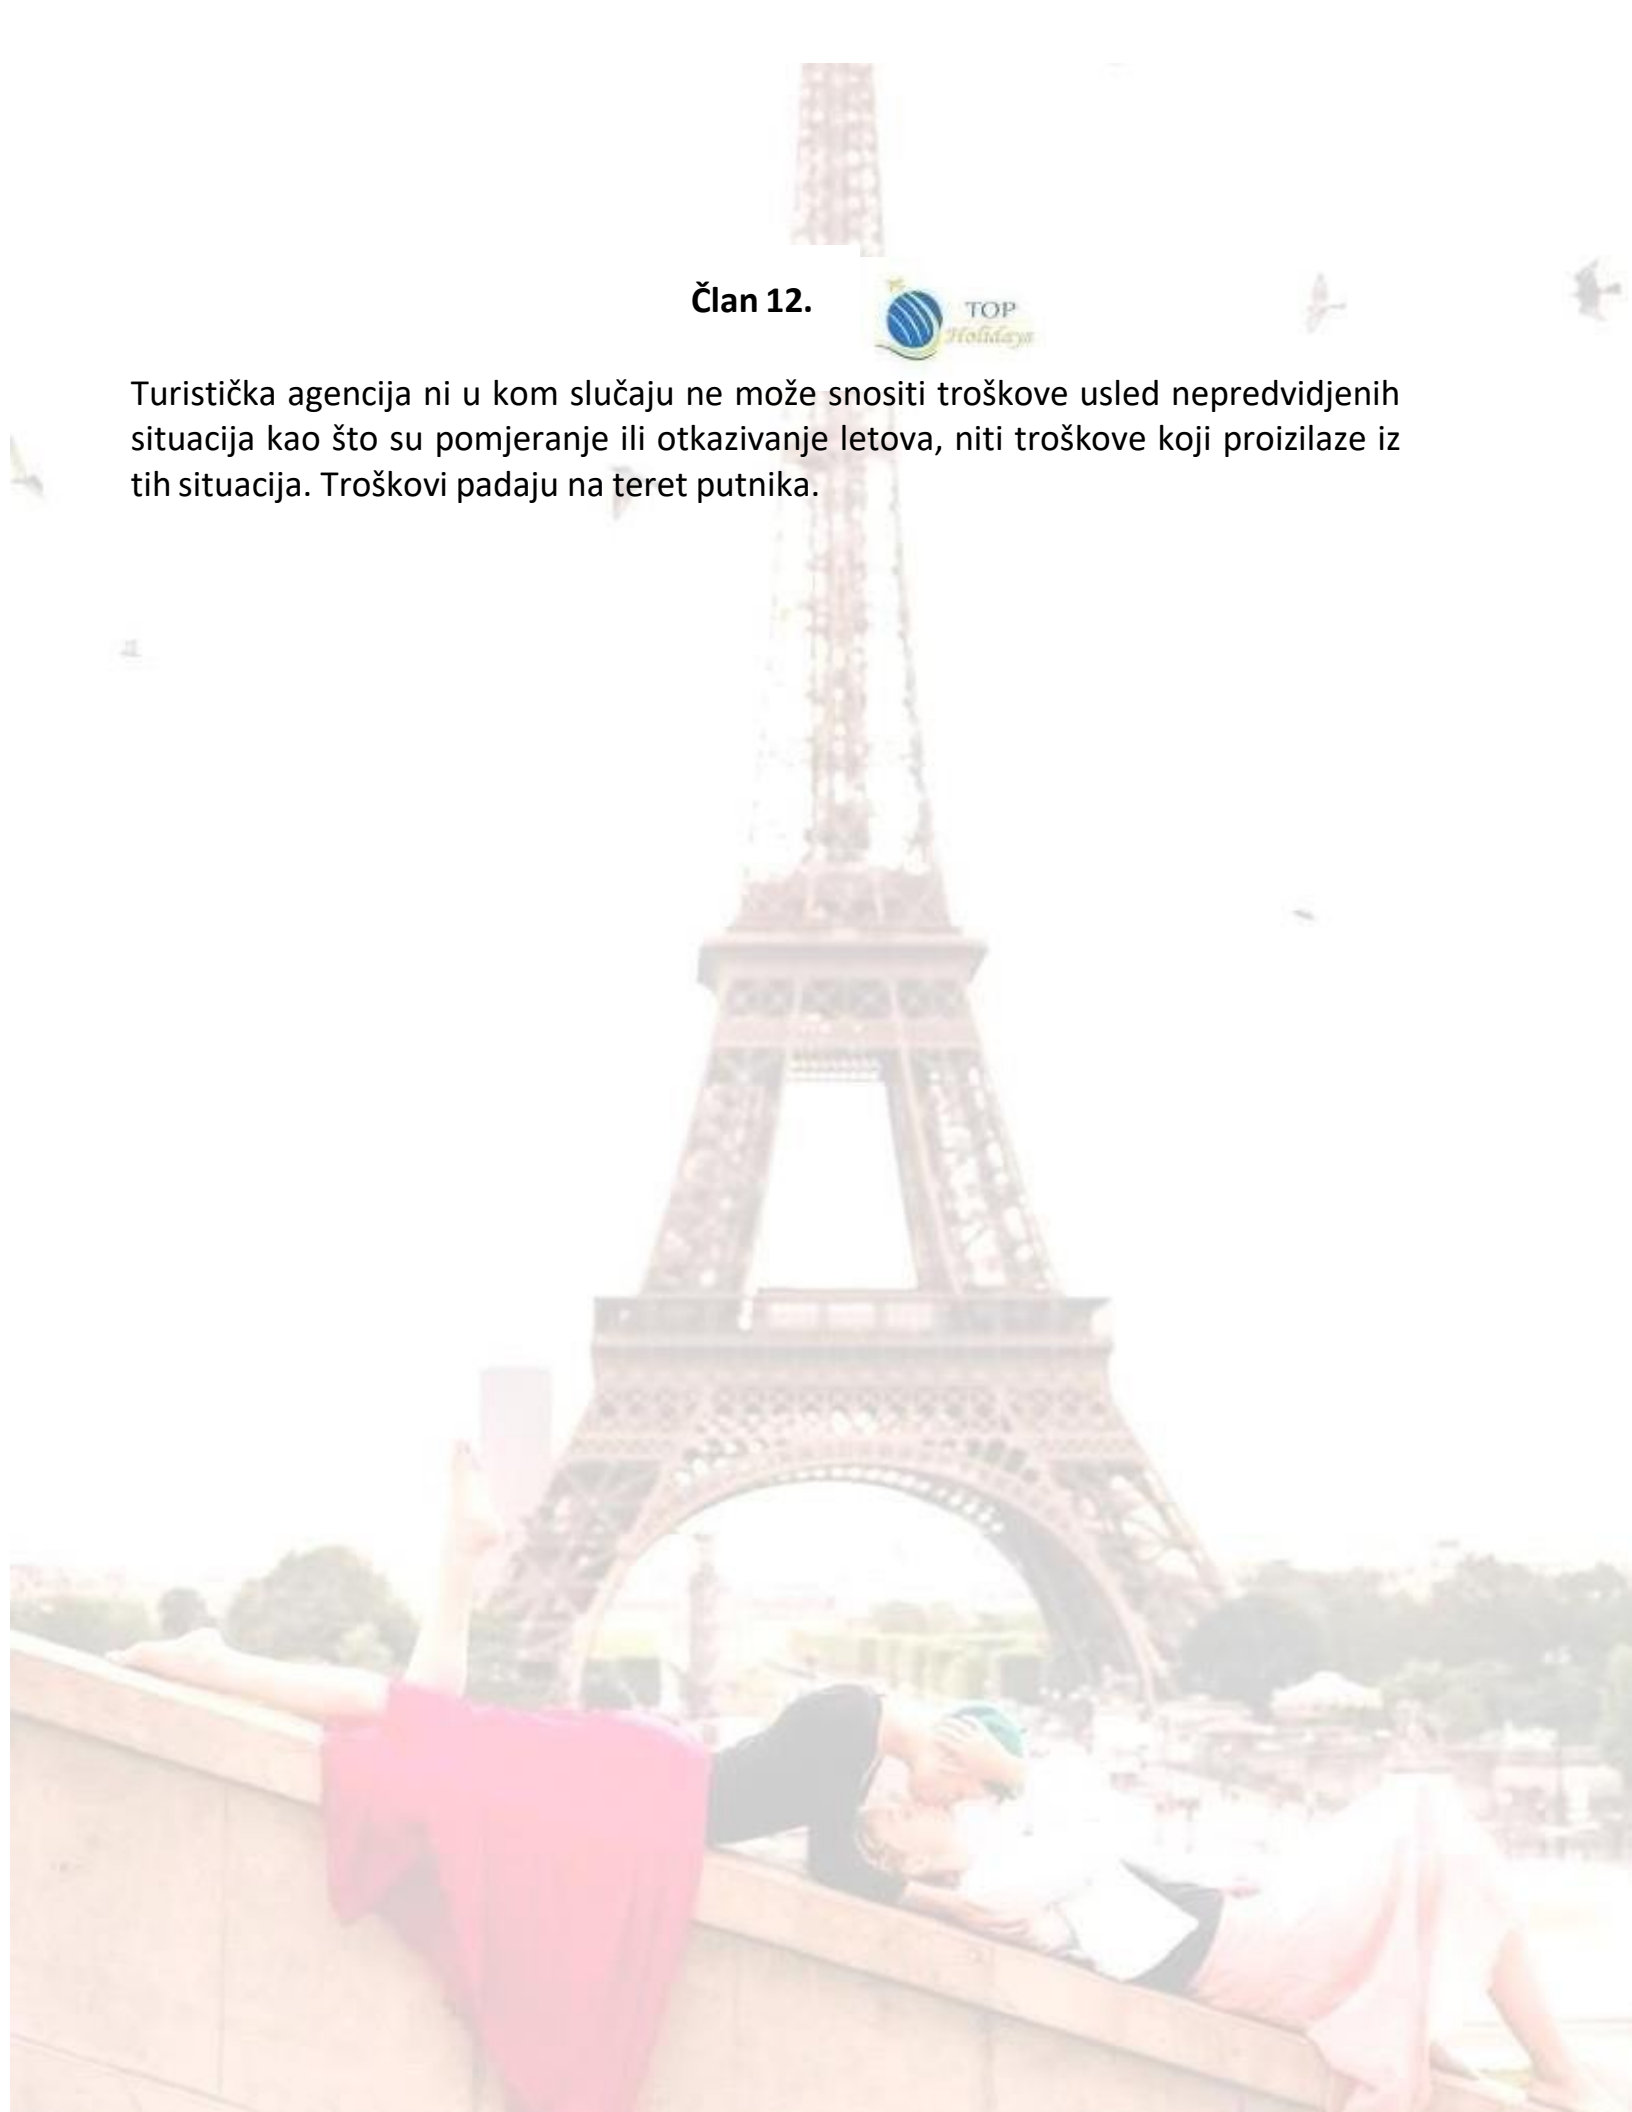 Član 12.
TOP
Holidays
Turistička agencija ni u kom slučaju ne može snositi troškove usled nepredvidjenih
situacija kao što su pomjeranje ili otkazivanje letova, niti troškove koji proizilaze iz
tih situacija. Troškovi padaju na teret putnika.